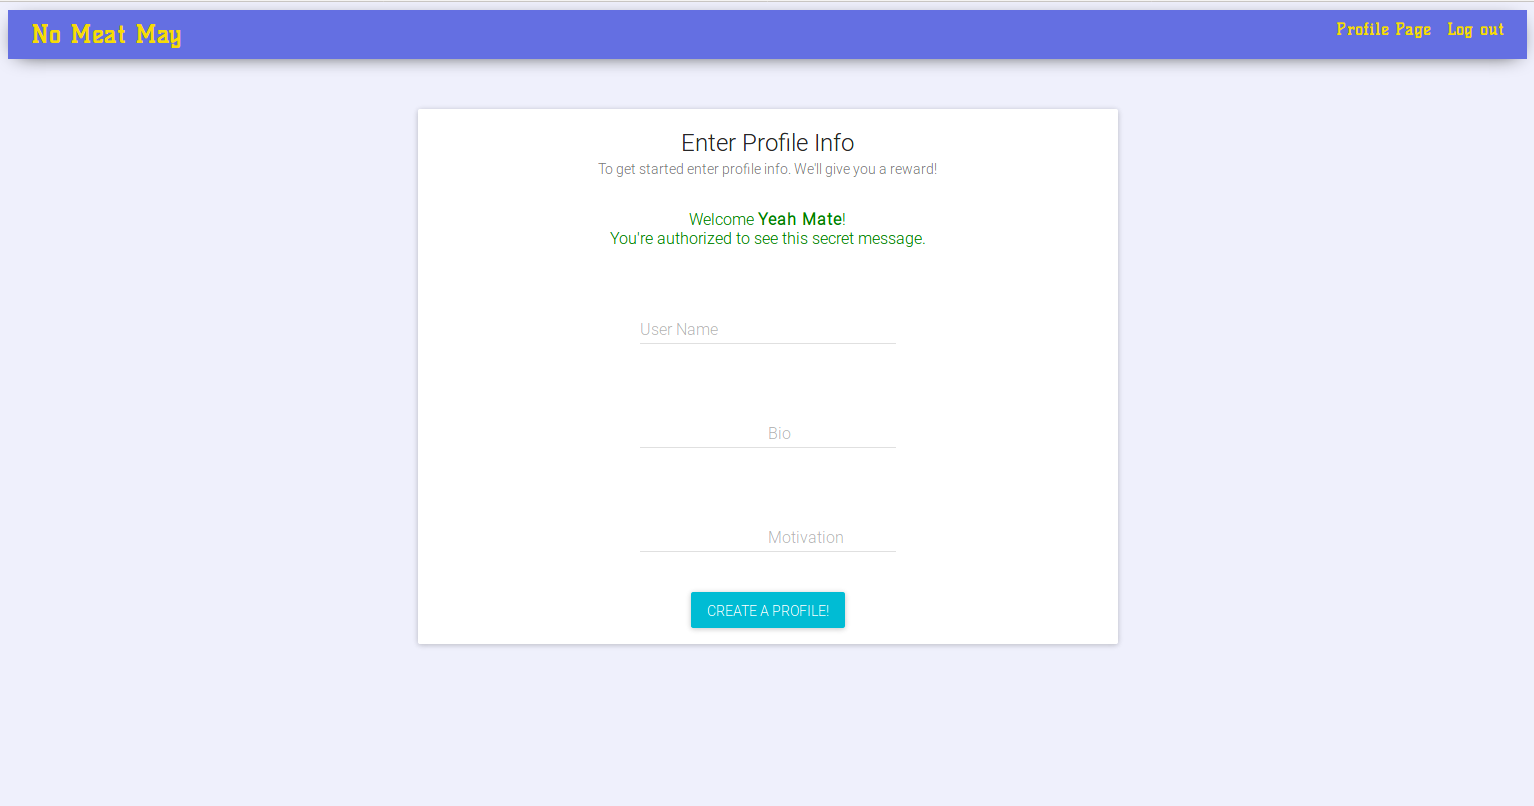 No Meat May
Profile Page Log out
Enter Profile Info
To get started enter profile info. We'll give you a reward!
Welcome Yeah Mate!
You're authorized to see this secret message.
User Name
Bio
Motivation
CREATE A PROFILE!